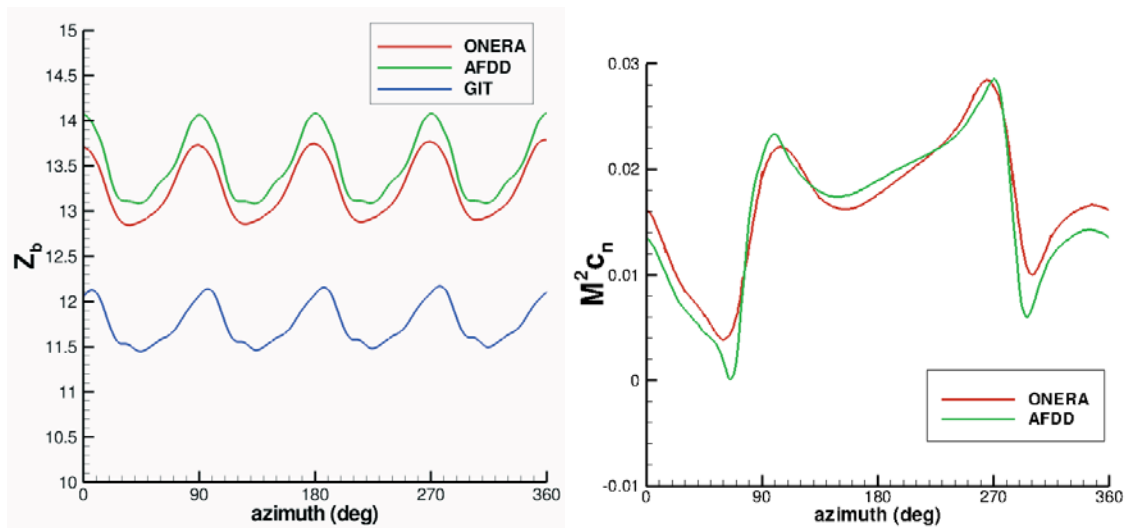 15
14.5
14
13.5
13
12.5
12
11.5
11
10.5
10
Z_b
0 90 180 270 360
azimuth (deg)
ONERA
AFDD
GIT
0.03
0.02
0.01
0
-0.01
M²c_n
0 90 180 270 360
azimuth (deg)
ONERA
AFDD